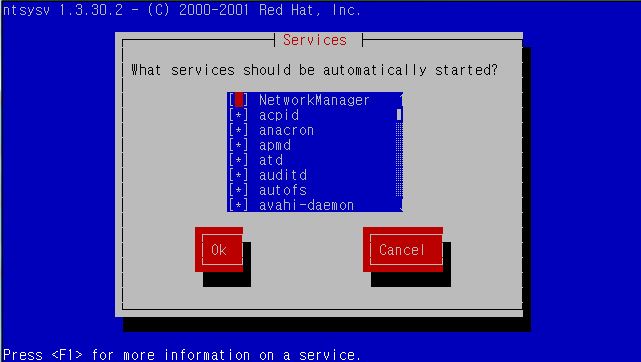 ntsysv 1.3.30.2 - (C) 2000-2001 Red Hat, Inc.
Services
What services should be automatically started?
[ ] NetworkManager
[*] acpid
[*] anacron
[*] apmd
[*] atd
[*] auditd
[*] autofs
[*] avahi-daemon
Ok Cancel
Press <F1> for more information on a service.